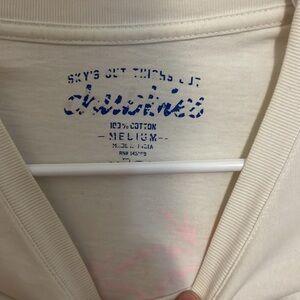 SKY'S OUT THIGHS OUT
chubbies
100% COTTON
-MEDIUM-
MADE IN INDIA